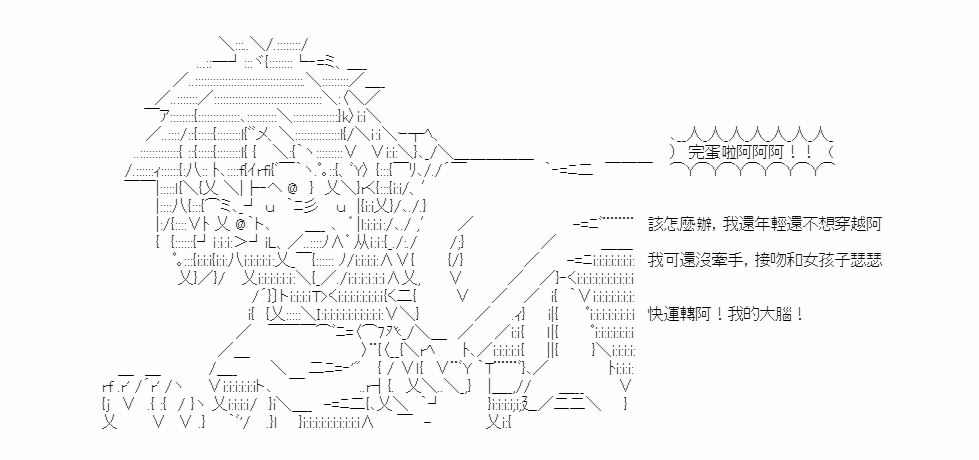 完蛋啦阿阿阿！！
該怎麼辦，我還年輕還不想穿越阿
我可還沒牽手，接吻和女孩子瑟瑟
快運轉阿！我的大腦！